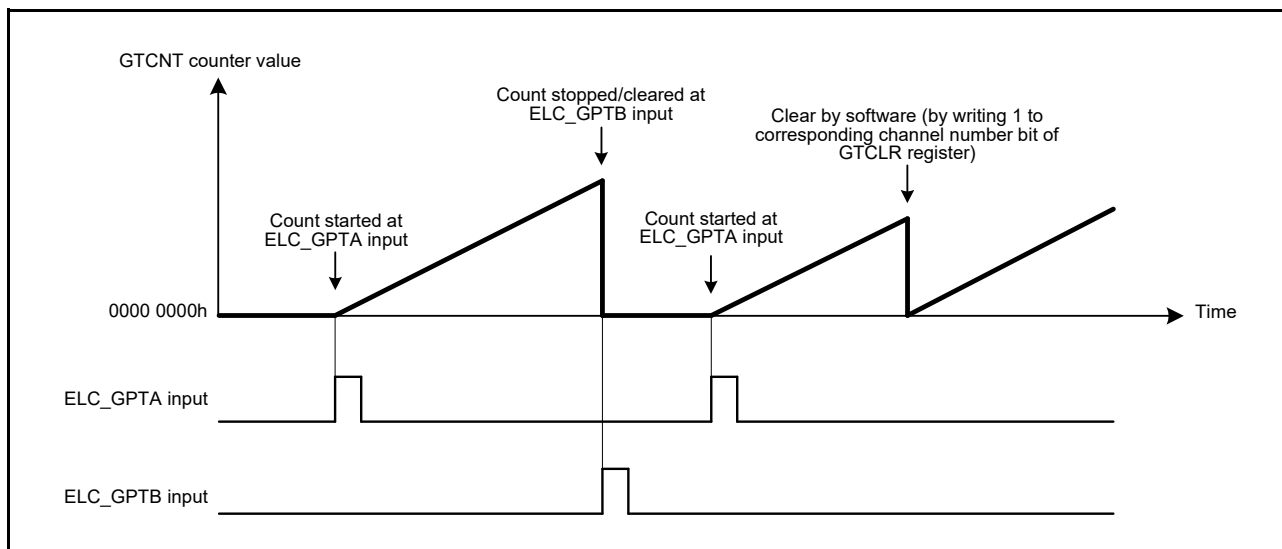 GTCNT counter value
Count stopped/cleared at
ELC_GPTB input
Clear by software (by writing 1 to
corresponding channel number bit of
GTCLR register)
Count started at
ELC_GPTA input
Count started at
ELC_GPTA input
0000 0000h
Time
ELC_GPTA input
ELC_GPTB input